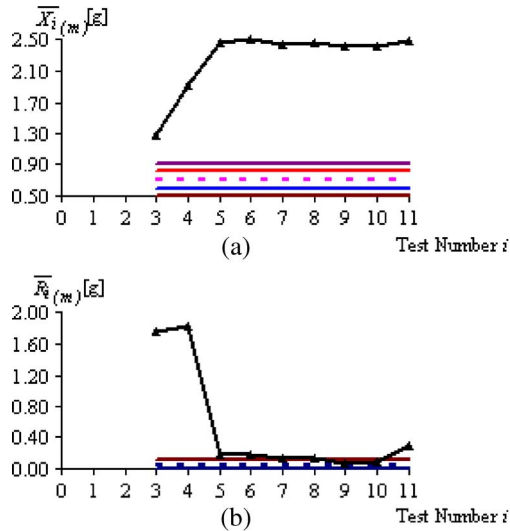 X̅i (m) [g]
2.50
2.10
1.70
1.30
0.90
0.50
0 1 2 3 4 5 6 7 8 9 10 11
Test Number i
(a)
R̅i (m) [g]
2.00
1.60
1.20
0.80
0.40
0.00
0 1 2 3 4 5 6 7 8 9 10 11
Test Number i
(b)